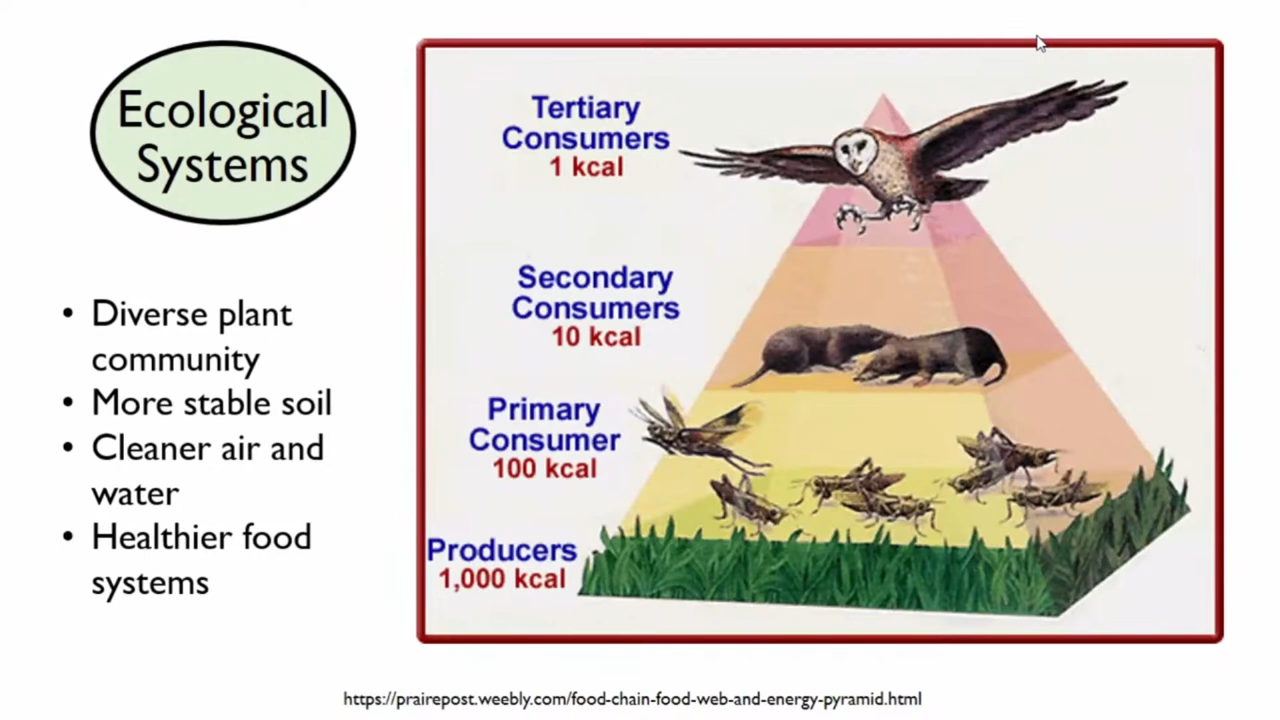 Ecological
Systems
• Diverse plant
community
• More stable soil
• Cleaner air and
water
• Healthier food
systems
Tertiary
Consumers
1 kcal
Secondary
Consumers
10 kcal
Primary
Consumer
100 kcal
Producers
1,000 kcal
https://prairepost.weebly.com/food-chain-food-web-and-energy-pyramid.html